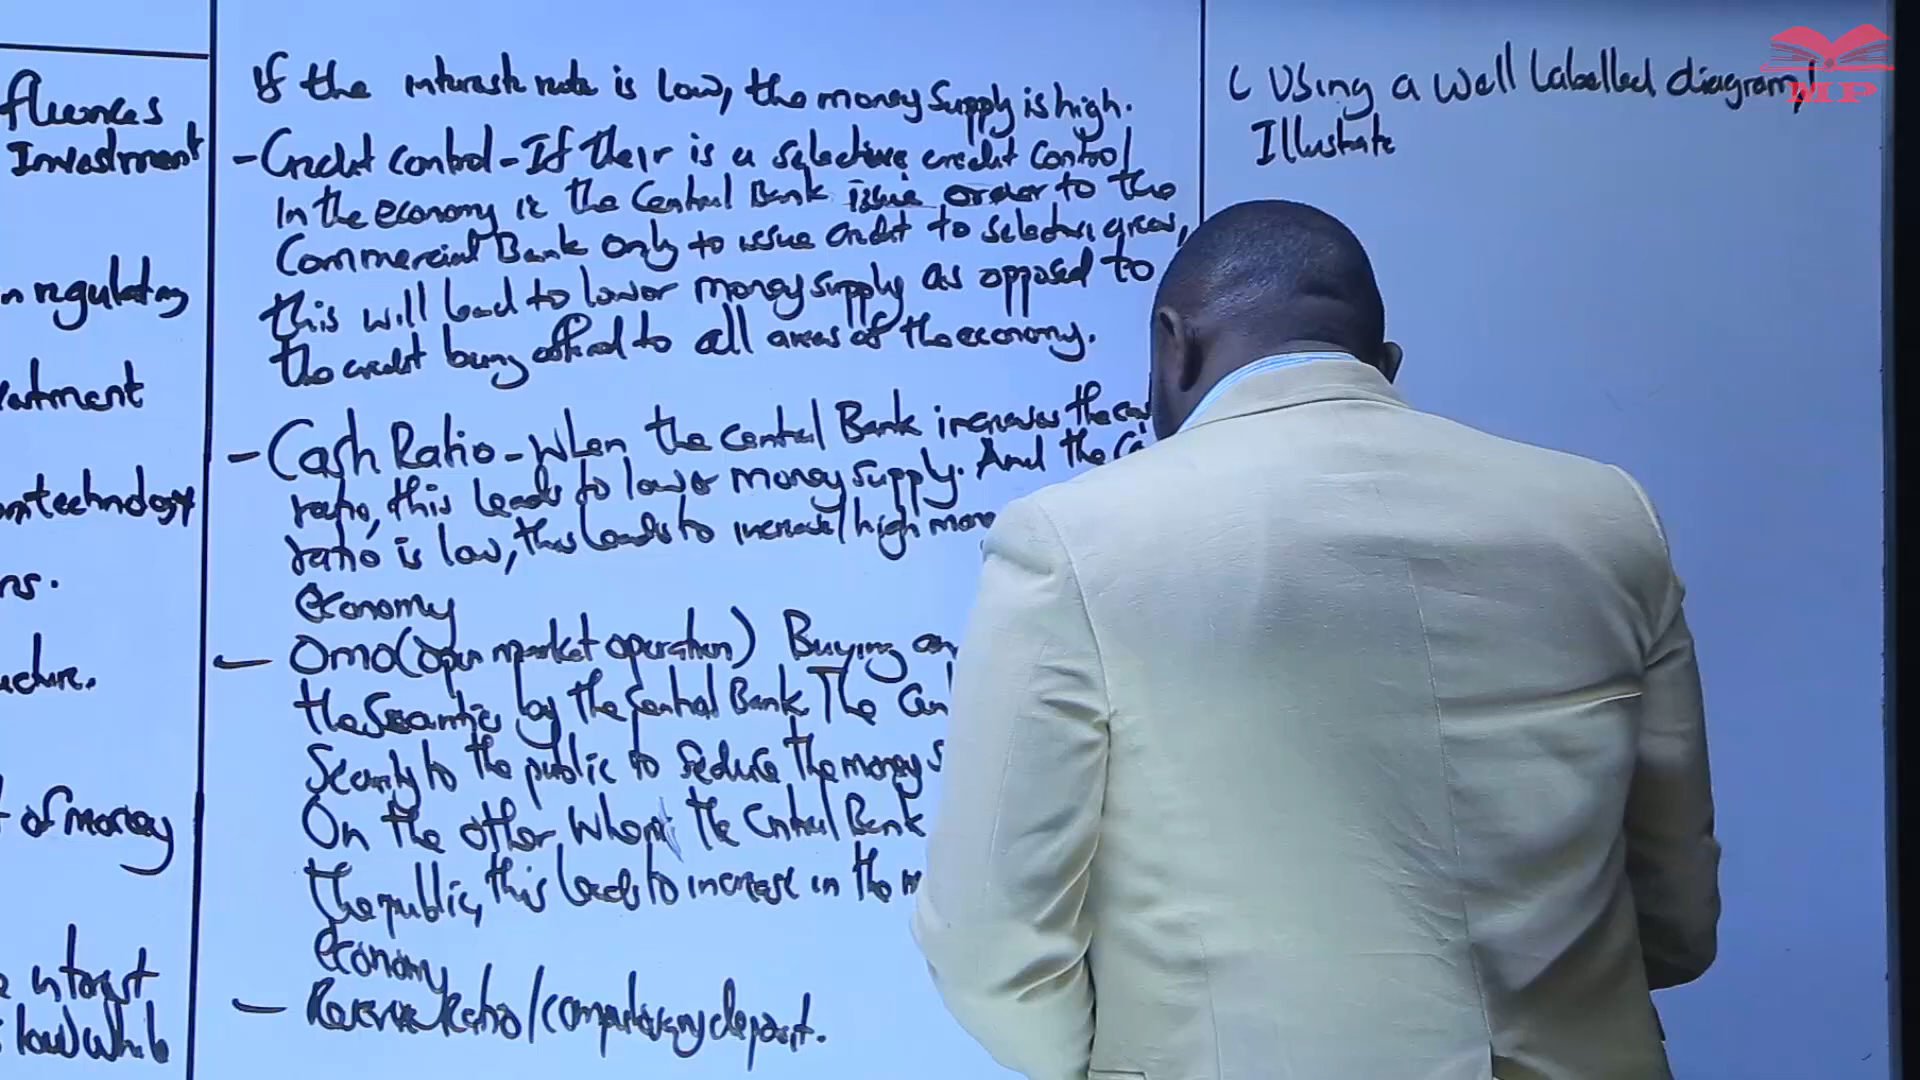 fluences
Investment
n regulating
eatment
technology
ns.
ucture.
t of money
interest
low) while
If the interest rate is low, the money supply is high.
- Credit control - If their is a selective credit control
In the economy ie the Central Bank issue order to the
Commercial Bank only to issue credit to selective areas,
this will lead to lower money supply as opposed to
the credit being offered to all areas of the economy.
- Cash Ratio - When the central Bank increases the cas
ratio, this leads to lower money supply. And the Ca
ratio is low, this leads to increase/high mon
economy
- OMO (open market operation) Buying an
the Securities by the Central Bank The Cen
Security to the public to reduce the money s
On the other when the Central Bank
the public, this leads to increase in the m
economy
- Reserve Ratio/compulsory deposit.
( Using a well labelled diagram,
Illustrate
MP